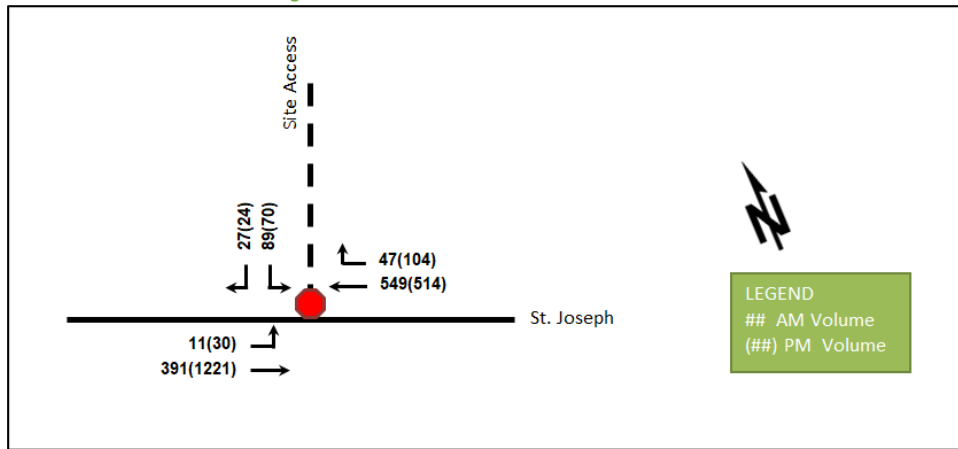 Site Access
27(24)
89(70)
47(104)
549(514)
St. Joseph
11(30)
391(1221)
N
LEGEND
## AM Volume
(##) PM Volume